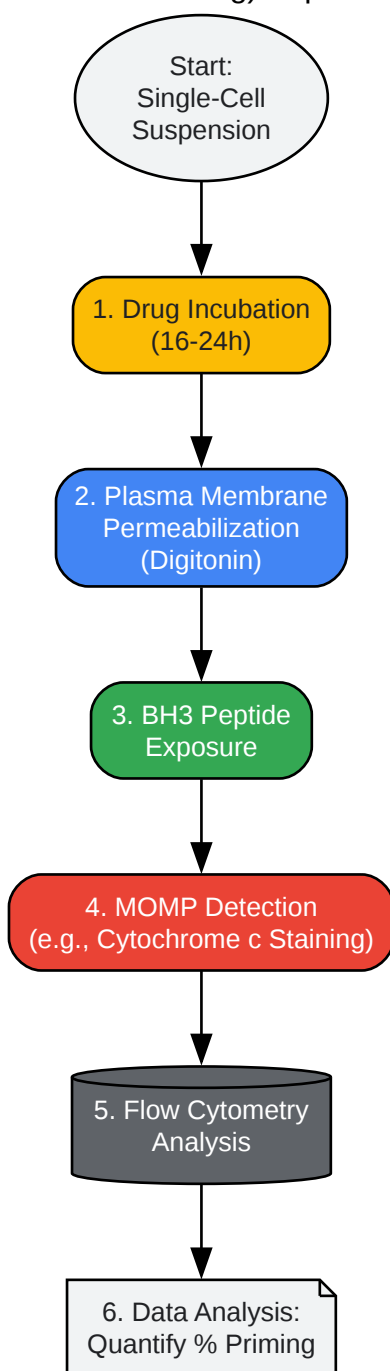 Start:
Single-Cell
Suspension
1. Drug Incubation
(16-24h)
2. Plasma Membrane
Permeabilization
(Digitonin)
3. BH3 Peptide
Exposure
4. MOMP Detection
(e.g., Cytochrome c Staining)
5. Flow Cytometry
Analysis
6. Data Analysis:
Quantify % Priming